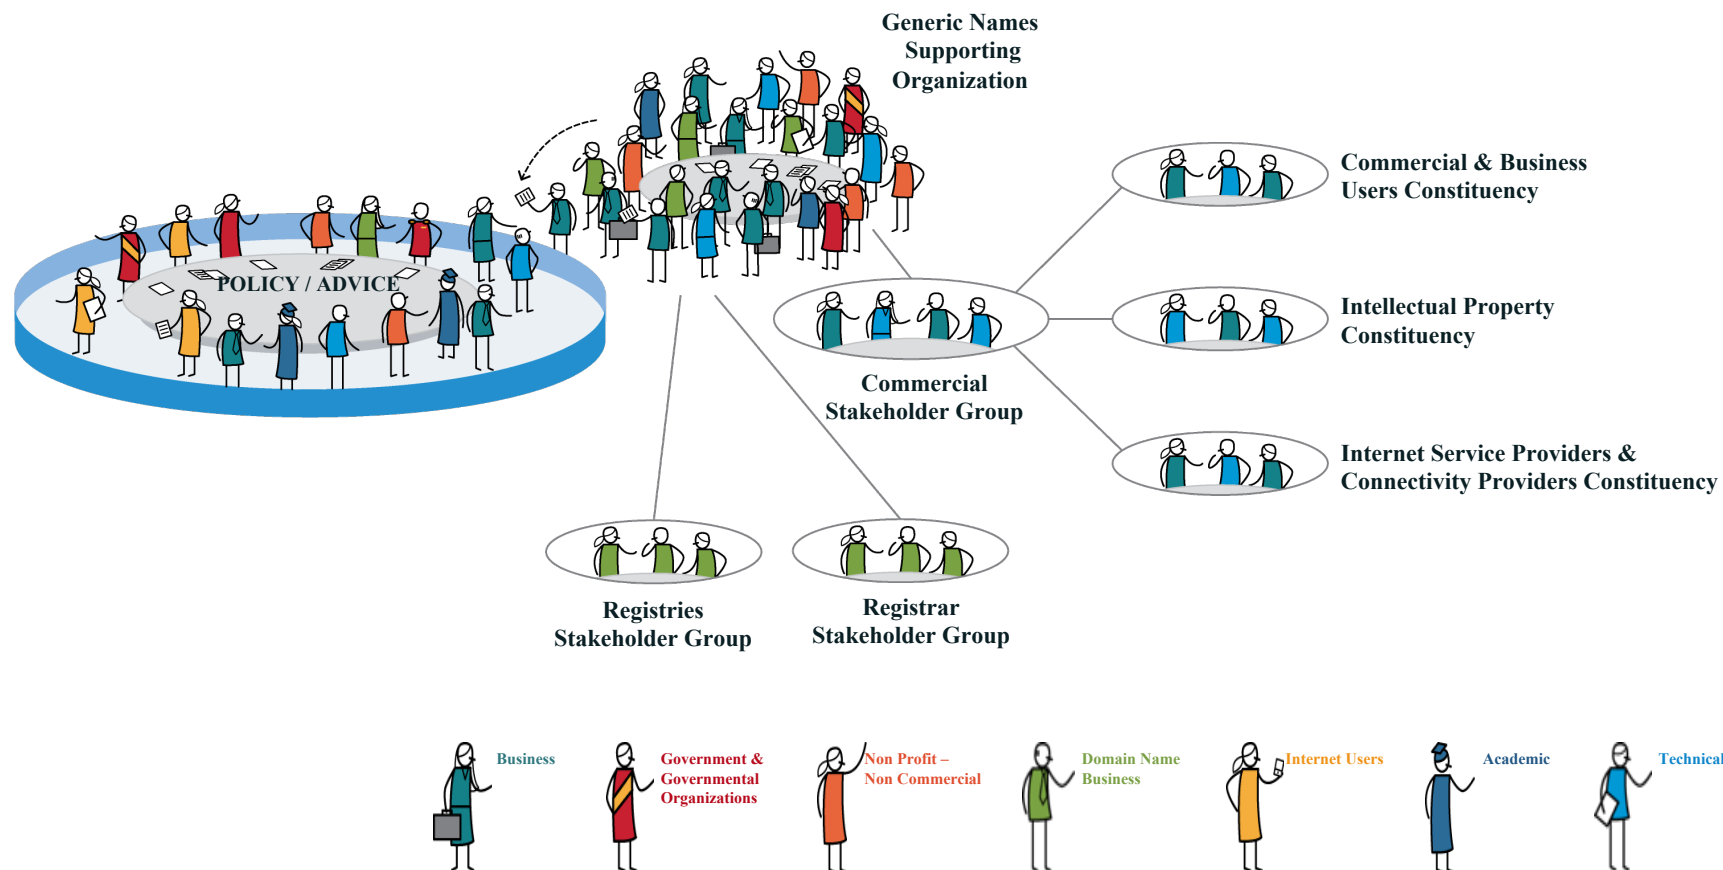 Generic Names
Supporting
Organization
POLICY / ADVICE
Commercial & Business
Users Constituency
Intellectual Property
Constituency
Commercial
Stakeholder Group
Internet Service Providers &
Connectivity Providers Constituency
Registries
Stakeholder Group
Registrar
Stakeholder Group
Business
Government &
Governmental
Organizations
Non Profit –
Non Commercial
Domain Name
Business
Internet Users
Academic
Technical